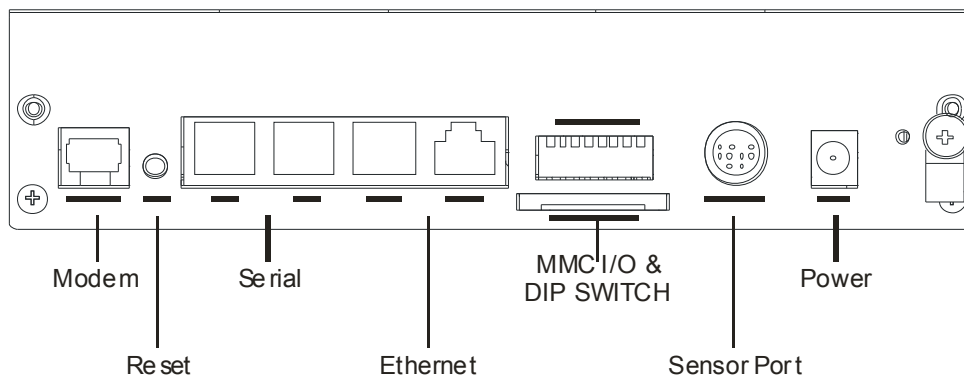 Modem
Serial
MMC I/O &
DIP SWITCH
Power
Reset
Ethernet
Sensor Port